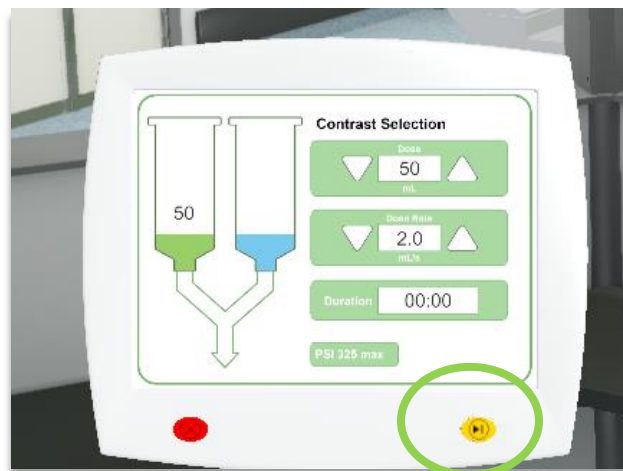 Contrast Selection
Dose
50
mL
50
Dose Rate
2.0
mL/s
Duration 00:00
PSI 325 max